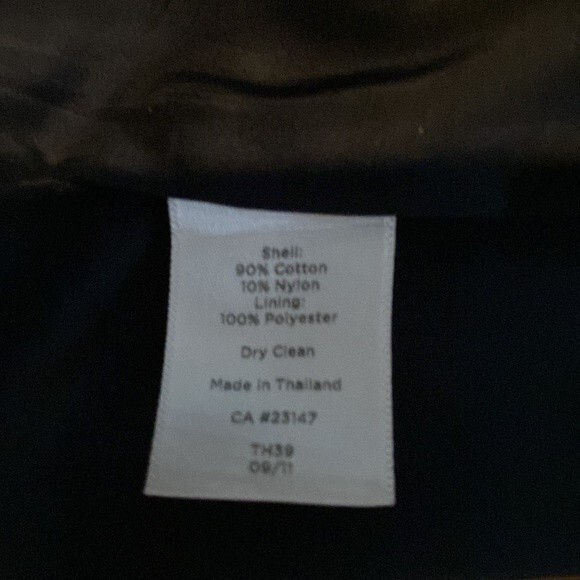 Shell:
90% Cotton
10% Nylon
Lining:
100% Polyester
Dry Clean
Made in Thailand
CA #23147
TH39
09/11